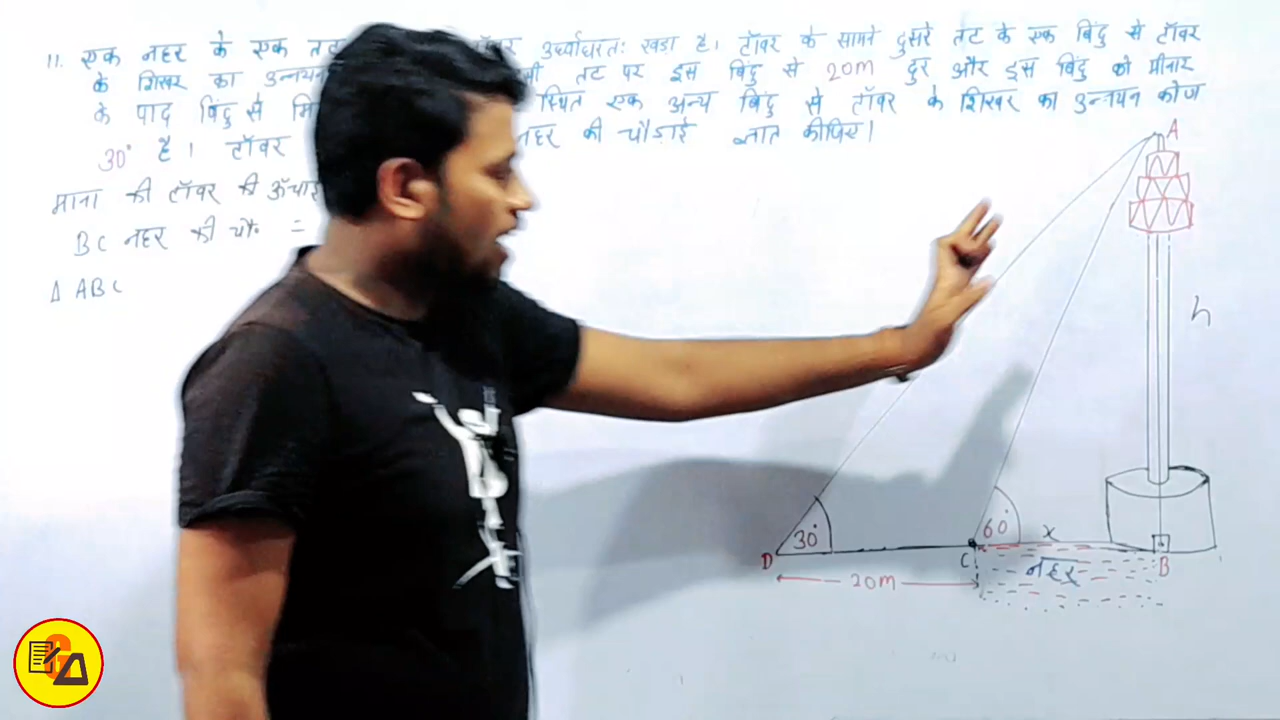 11. एक नहर के एक तट उर्ध्वाधरतः खडा है। टॉवर के सामने दुसरे तट के एक बिंदु से टॉवर
के शिखर का उन्नयन तट पर इस बिंदु से 20m दुर और इस बिंदु को मीनार
के पाद बिंदु से मि स्थित एक अन्य बिंदु से टॉवर के शिखर का उन्नयन कोण
30° है। टॉवर नहर की चौड़ाई ज्ञात कीजिए।
माना की टॉवर की ऊँचाई
BC नहर की चौ० =
Δ ABC
A
h
30°
60°
x
D
C
नहर
B
20m